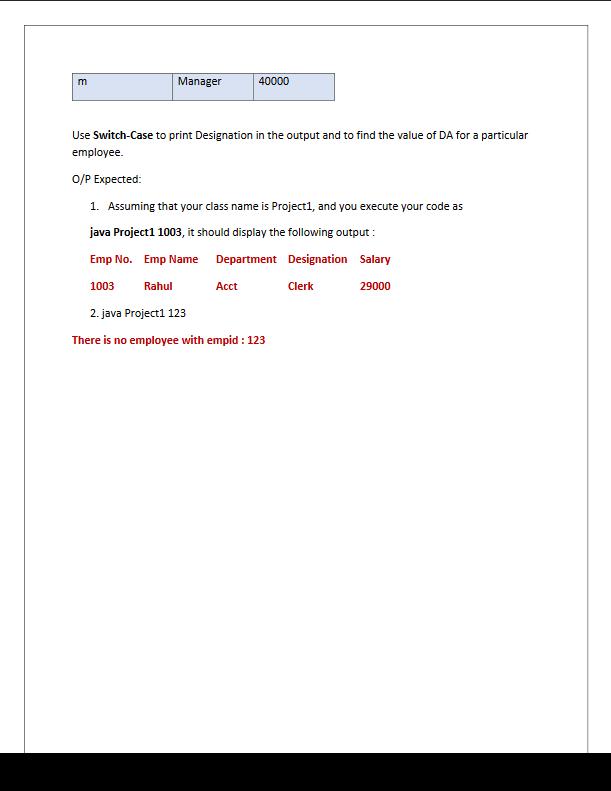 m Manager 40000
Use Switch-Case to print Designation in the output and to find the value of DA for a particular
employee.
O/P Expected:
1. Assuming that your class name is Project1, and you execute your code as
java Project1 1003, it should display the following output :
Emp No. Emp Name Department Designation Salary
1003 Rahul Acct Clerk 29000
2. java Project1 123
There is no employee with empid : 123